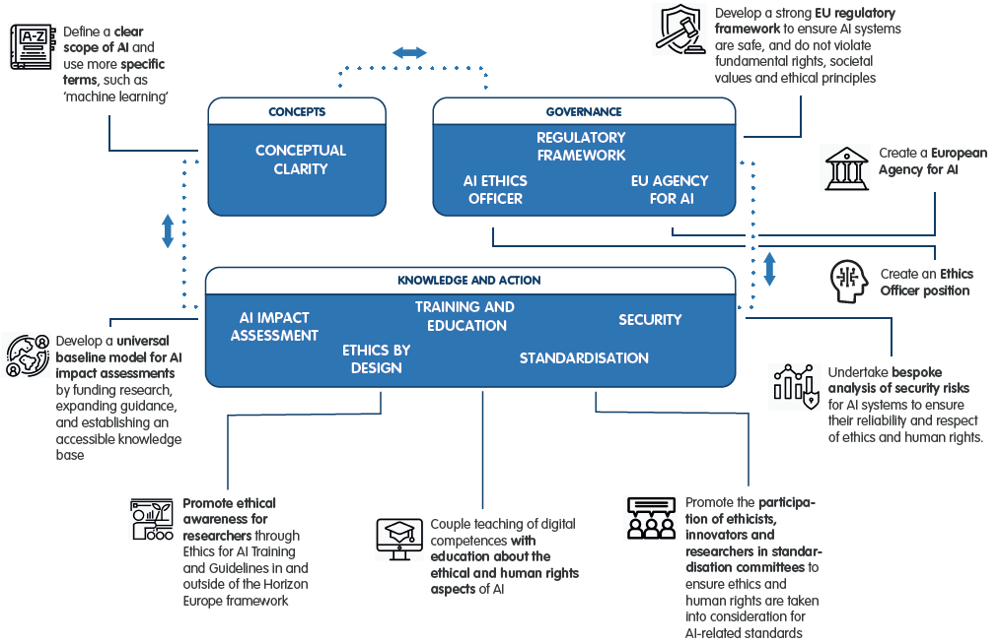 A-Z
Define a clear
scope of AI and
use more specific
terms, such as
‘machine learning’
Develop a strong EU regulatory
framework to ensure AI systems
are safe, and do not violate
fundamental rights, societal
values and ethical principles
CONCEPTS
CONCEPTUAL
CLARITY
GOVERNANCE
REGULATORY
FRAMEWORK
AI ETHICS
OFFICER
EU AGENCY
FOR AI
Create a European
Agency for AI
Create an Ethics
Officer position
KNOWLEDGE AND ACTION
AI IMPACT
ASSESSMENT
TRAINING AND
EDUCATION
SECURITY
ETHICS BY
DESIGN
STANDARDISATION
Develop a universal
baseline model for AI
impact assessments
by funding research,
expanding guidance,
and establishing an
accessible knowledge
base
Undertake bespoke
analysis of security risks
for AI systems to ensure
their reliability and respect
of ethics and human rights.
Promote ethical
awareness for
researchers through
Ethics for AI Training
and Guidelines in and
outside of the Horizon
Europe framework
Couple teaching of digital
competences with
education about the
ethical and human rights
aspects of AI
Promote the participa-
tion of ethicists,
innovators and
researchers in standar-
disation committees to
ensure ethics and
human rights are taken
into consideration for
AI-related standards